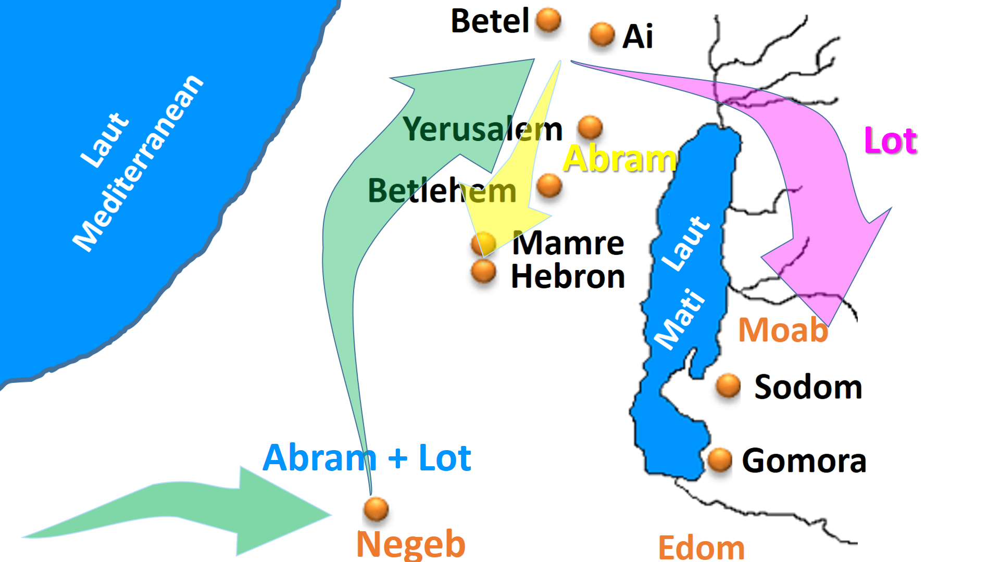 Betel
Ai
Laut
Mediterranean
Yerusalem
Lot
Abram
Betlehem
Mamre
Hebron
Laut
Mati
Moab
Sodom
Abram + Lot
Gomora
Negeb
Edom